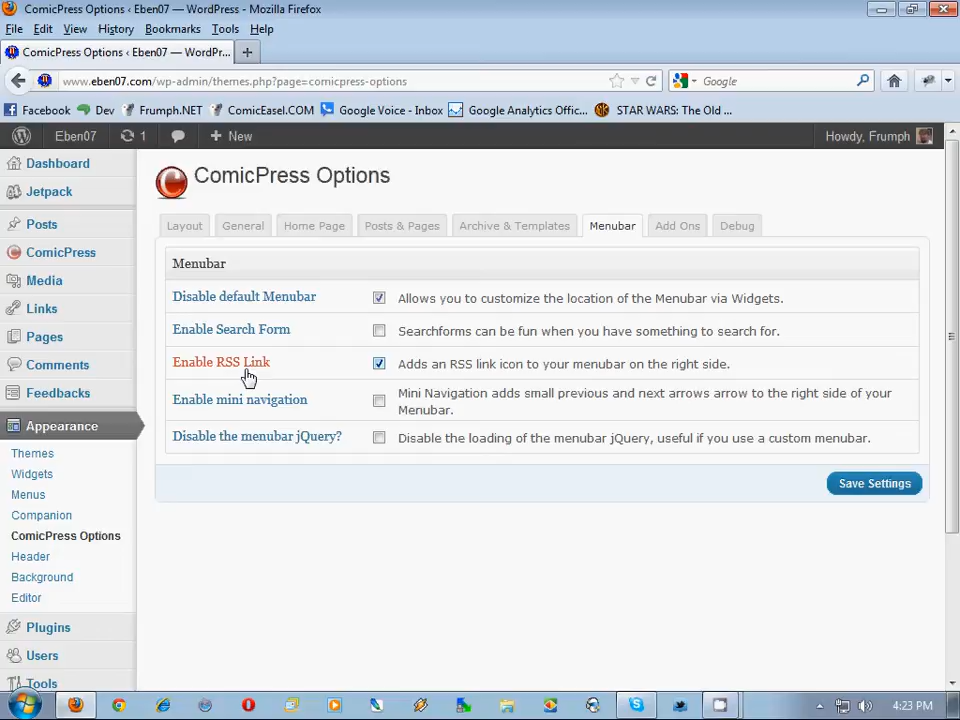 ComicPress Options ‹ Eben07 — WordPress - Mozilla Firefox
File Edit View History Bookmarks Tools Help
ComicPress Options ‹ Eben07 — WordPr... +
www.eben07.com/wp-admin/themes.php?page=comicpress-options Google
Facebook Dev Frumph.NET ComicEasel.COM Google Voice - Inbox Google Analytics Offic... STAR WARS: The Old ...
Eben07 1 + New Howdy, Frumph
Dashboard
Jetpack
Posts
ComicPress
Media
Links
Pages
Comments
Feedbacks
Appearance
Themes
Widgets
Menus
Companion
ComicPress Options
Header
Background
Editor
Plugins
Users
Tools
ComicPress Options
Layout General Home Page Posts & Pages Archive & Templates Menubar Add Ons Debug
Menubar
Disable default Menubar Allows you to customize the location of the Menubar via Widgets.
Enable Search Form Searchforms can be fun when you have something to search for.
Enable RSS Link Adds an RSS link icon to your menubar on the right side.
Enable mini navigation Mini Navigation adds small previous and next arrows arrow to the right side of your
Menubar.
Disable the menubar jQuery? Disable the loading of the menubar jQuery, useful if you use a custom menubar.
Save Settings
4:23 PM